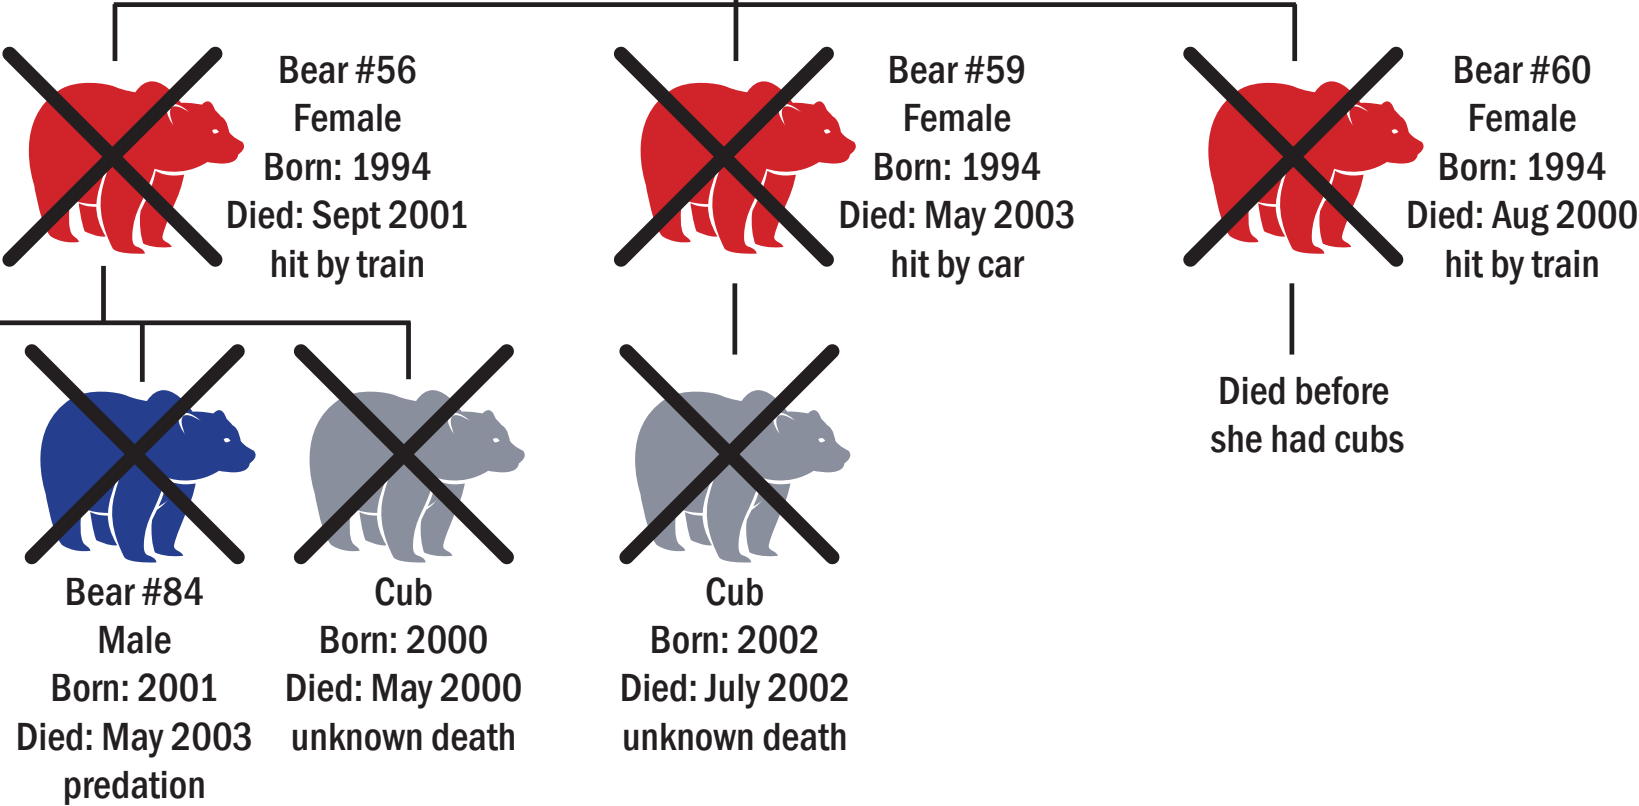 Bear #56
Female
Born: 1994
Died: Sept 2001
hit by train
Bear #59
Female
Born: 1994
Died: May 2003
hit by car
Bear #60
Female
Born: 1994
Died: Aug 2000
hit by train
Bear #84
Male
Born: 2001
Died: May 2003
predation
Cub
Born: 2000
Died: May 2000
unknown death
Cub
Born: 2002
Died: July 2002
unknown death
Died before
she had cubs